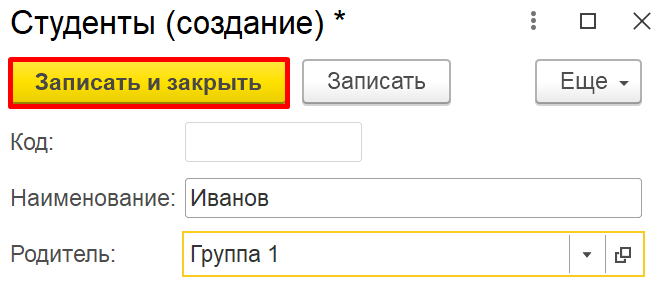 Студенты (создание) *
Записать и закрыть Записать Еще
Код:
Наименование: Иванов
Родитель: Группа 1